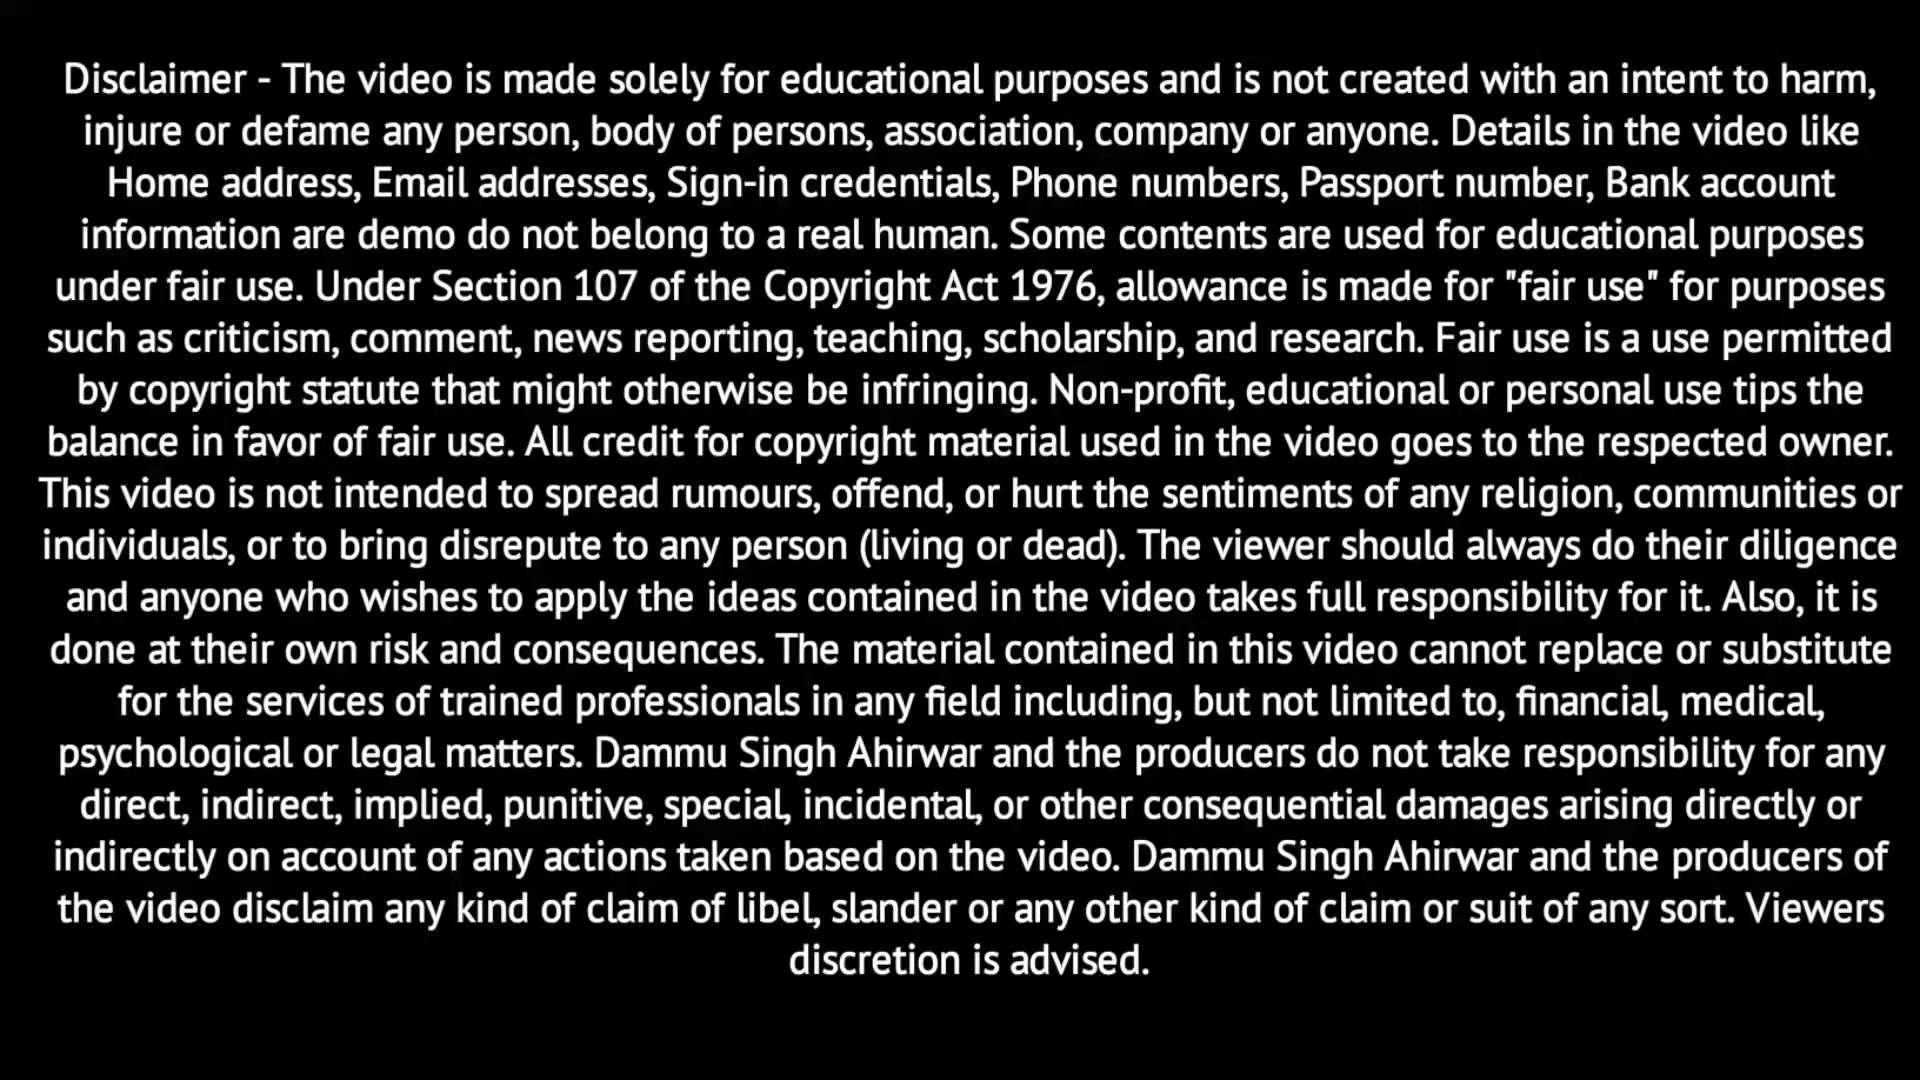 Disclaimer - The video is made solely for educational purposes and is not created with an intent to harm,
injure or defame any person, body of persons, association, company or anyone. Details in the video like
Home address, Email addresses, Sign-in credentials, Phone numbers, Passport number, Bank account
information are demo do not belong to a real human. Some contents are used for educational purposes
under fair use. Under Section 107 of the Copyright Act 1976, allowance is made for "fair use" for purposes
such as criticism, comment, news reporting, teaching, scholarship, and research. Fair use is a use permitted
by copyright statute that might otherwise be infringing. Non-profit, educational or personal use tips the
balance in favor of fair use. All credit for copyright material used in the video goes to the respected owner.
This video is not intended to spread rumours, offend, or hurt the sentiments of any religion, communities or
individuals, or to bring disrepute to any person (living or dead). The viewer should always do their diligence
and anyone who wishes to apply the ideas contained in the video takes full responsibility for it. Also, it is
done at their own risk and consequences. The material contained in this video cannot replace or substitute
for the services of trained professionals in any field including, but not limited to, financial, medical,
psychological or legal matters. Dammu Singh Ahirwar and the producers do not take responsibility for any
direct, indirect, implied, punitive, special, incidental, or other consequential damages arising directly or
indirectly on account of any actions taken based on the video. Dammu Singh Ahirwar and the producers of
the video disclaim any kind of claim of libel, slander or any other kind of claim or suit of any sort. Viewers
discretion is advised.